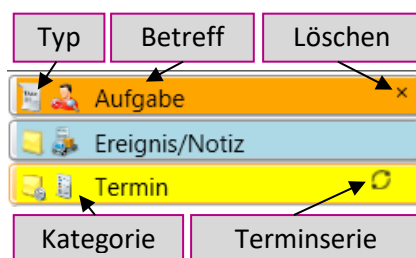 Typ Betreff Löschen
Aufgabe
Ereignis/Notiz
Termin
Kategorie Terminserie